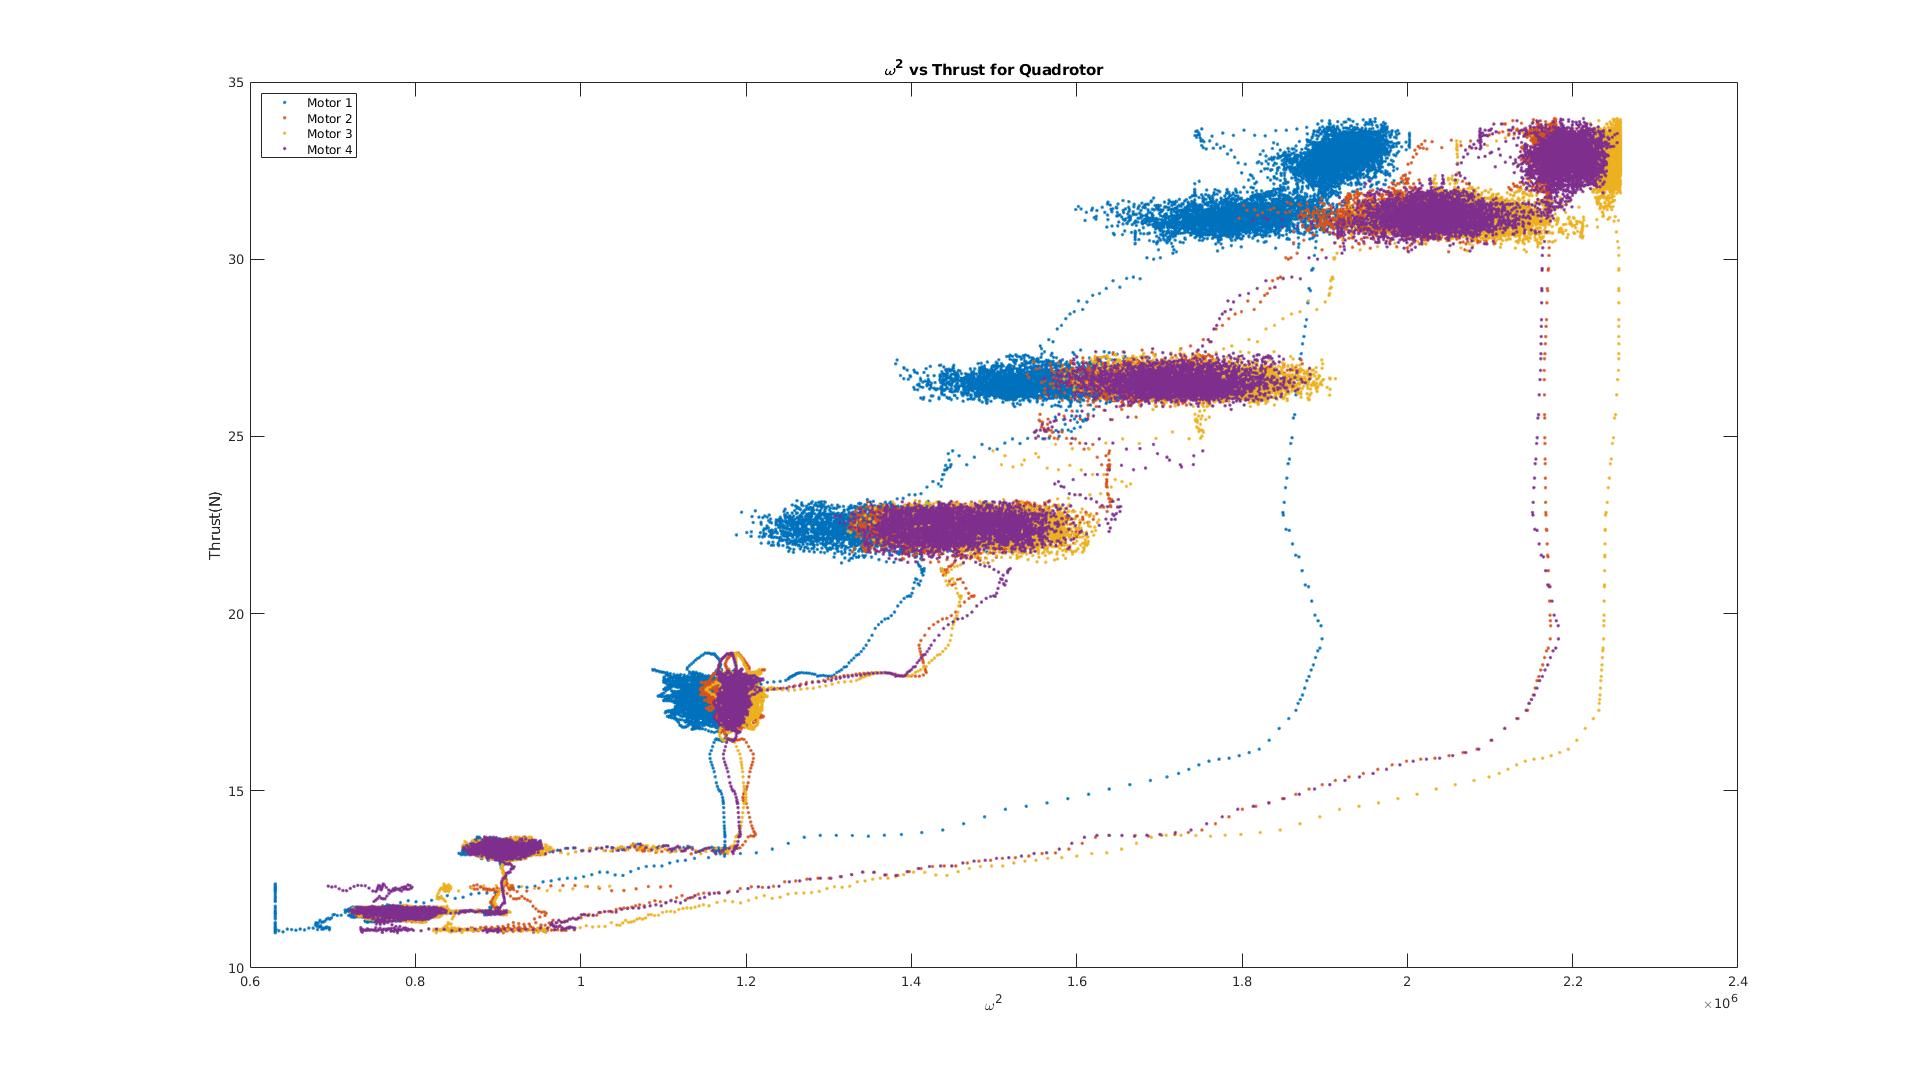 ω² vs Thrust for Quadrotor
Motor 1
Motor 2
Motor 3
Motor 4
35
30
25
20
15
10
Thrust(N)
0.6 0.8 1 1.2 1.4 1.6 1.8 2 2.2 2.4
ω²
×10⁶